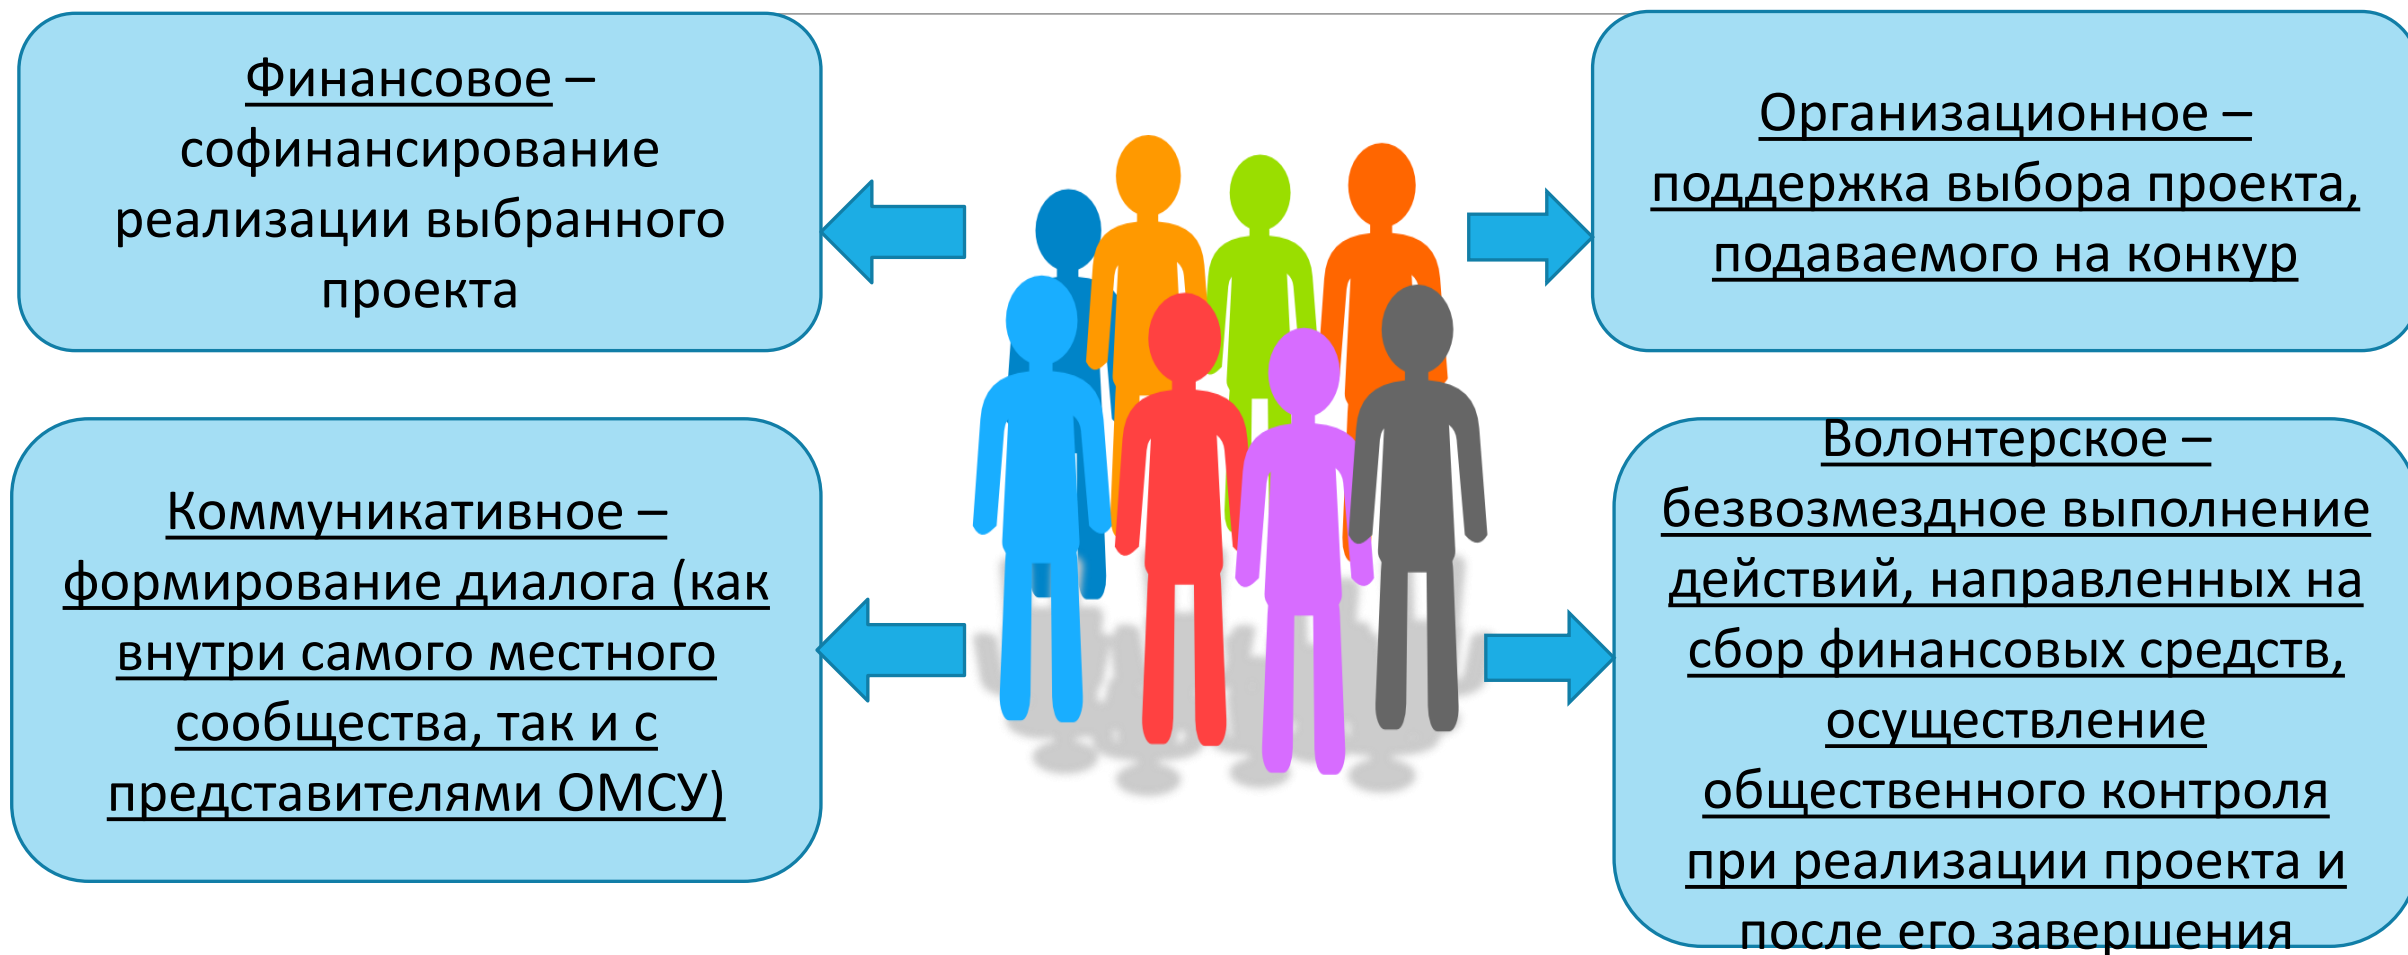 Финансовое –
софинансирование
реализации выбранного
проекта
Организационное –
поддержка выбора проекта,
подаваемого на конкур
Коммуникативное –
формирование диалога (как
внутри самого местного
сообщества, так и с
представителями ОМСУ)
Волонтерское –
безвозмездное выполнение
действий, направленных на
сбор финансовых средств,
осуществление
общественного контроля
при реализации проекта и
после его завершения